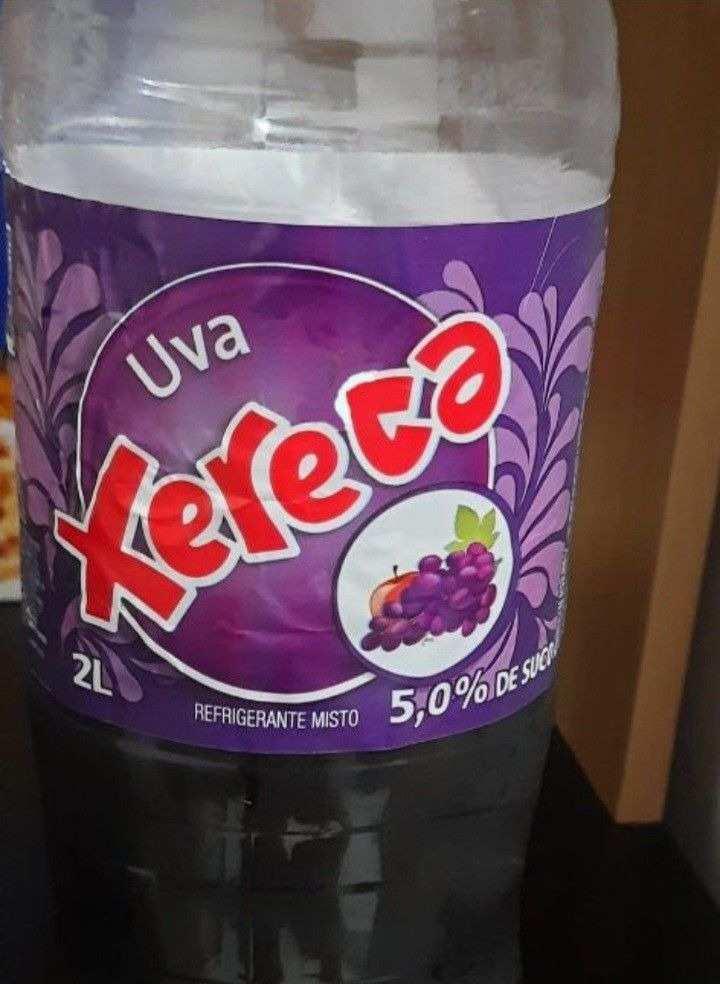 Uva
Xereca
2L
REFRIGERANTE MISTO
5,0% DE SUCO